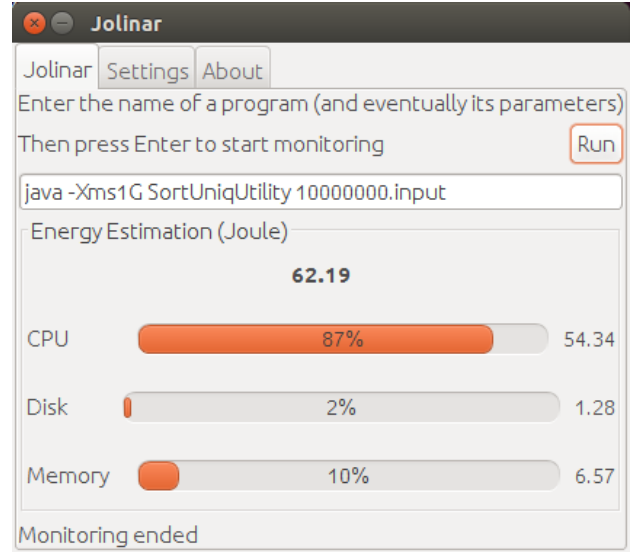 Jolinar
Jolinar Settings About
Enter the name of a program (and eventually its parameters)
Then press Enter to start monitoring Run
java -Xms1G SortUniqUtility 10000000.input
Energy Estimation (Joule)
62.19
CPU 87% 54.34
Disk 2% 1.28
Memory 10% 6.57
Monitoring ended